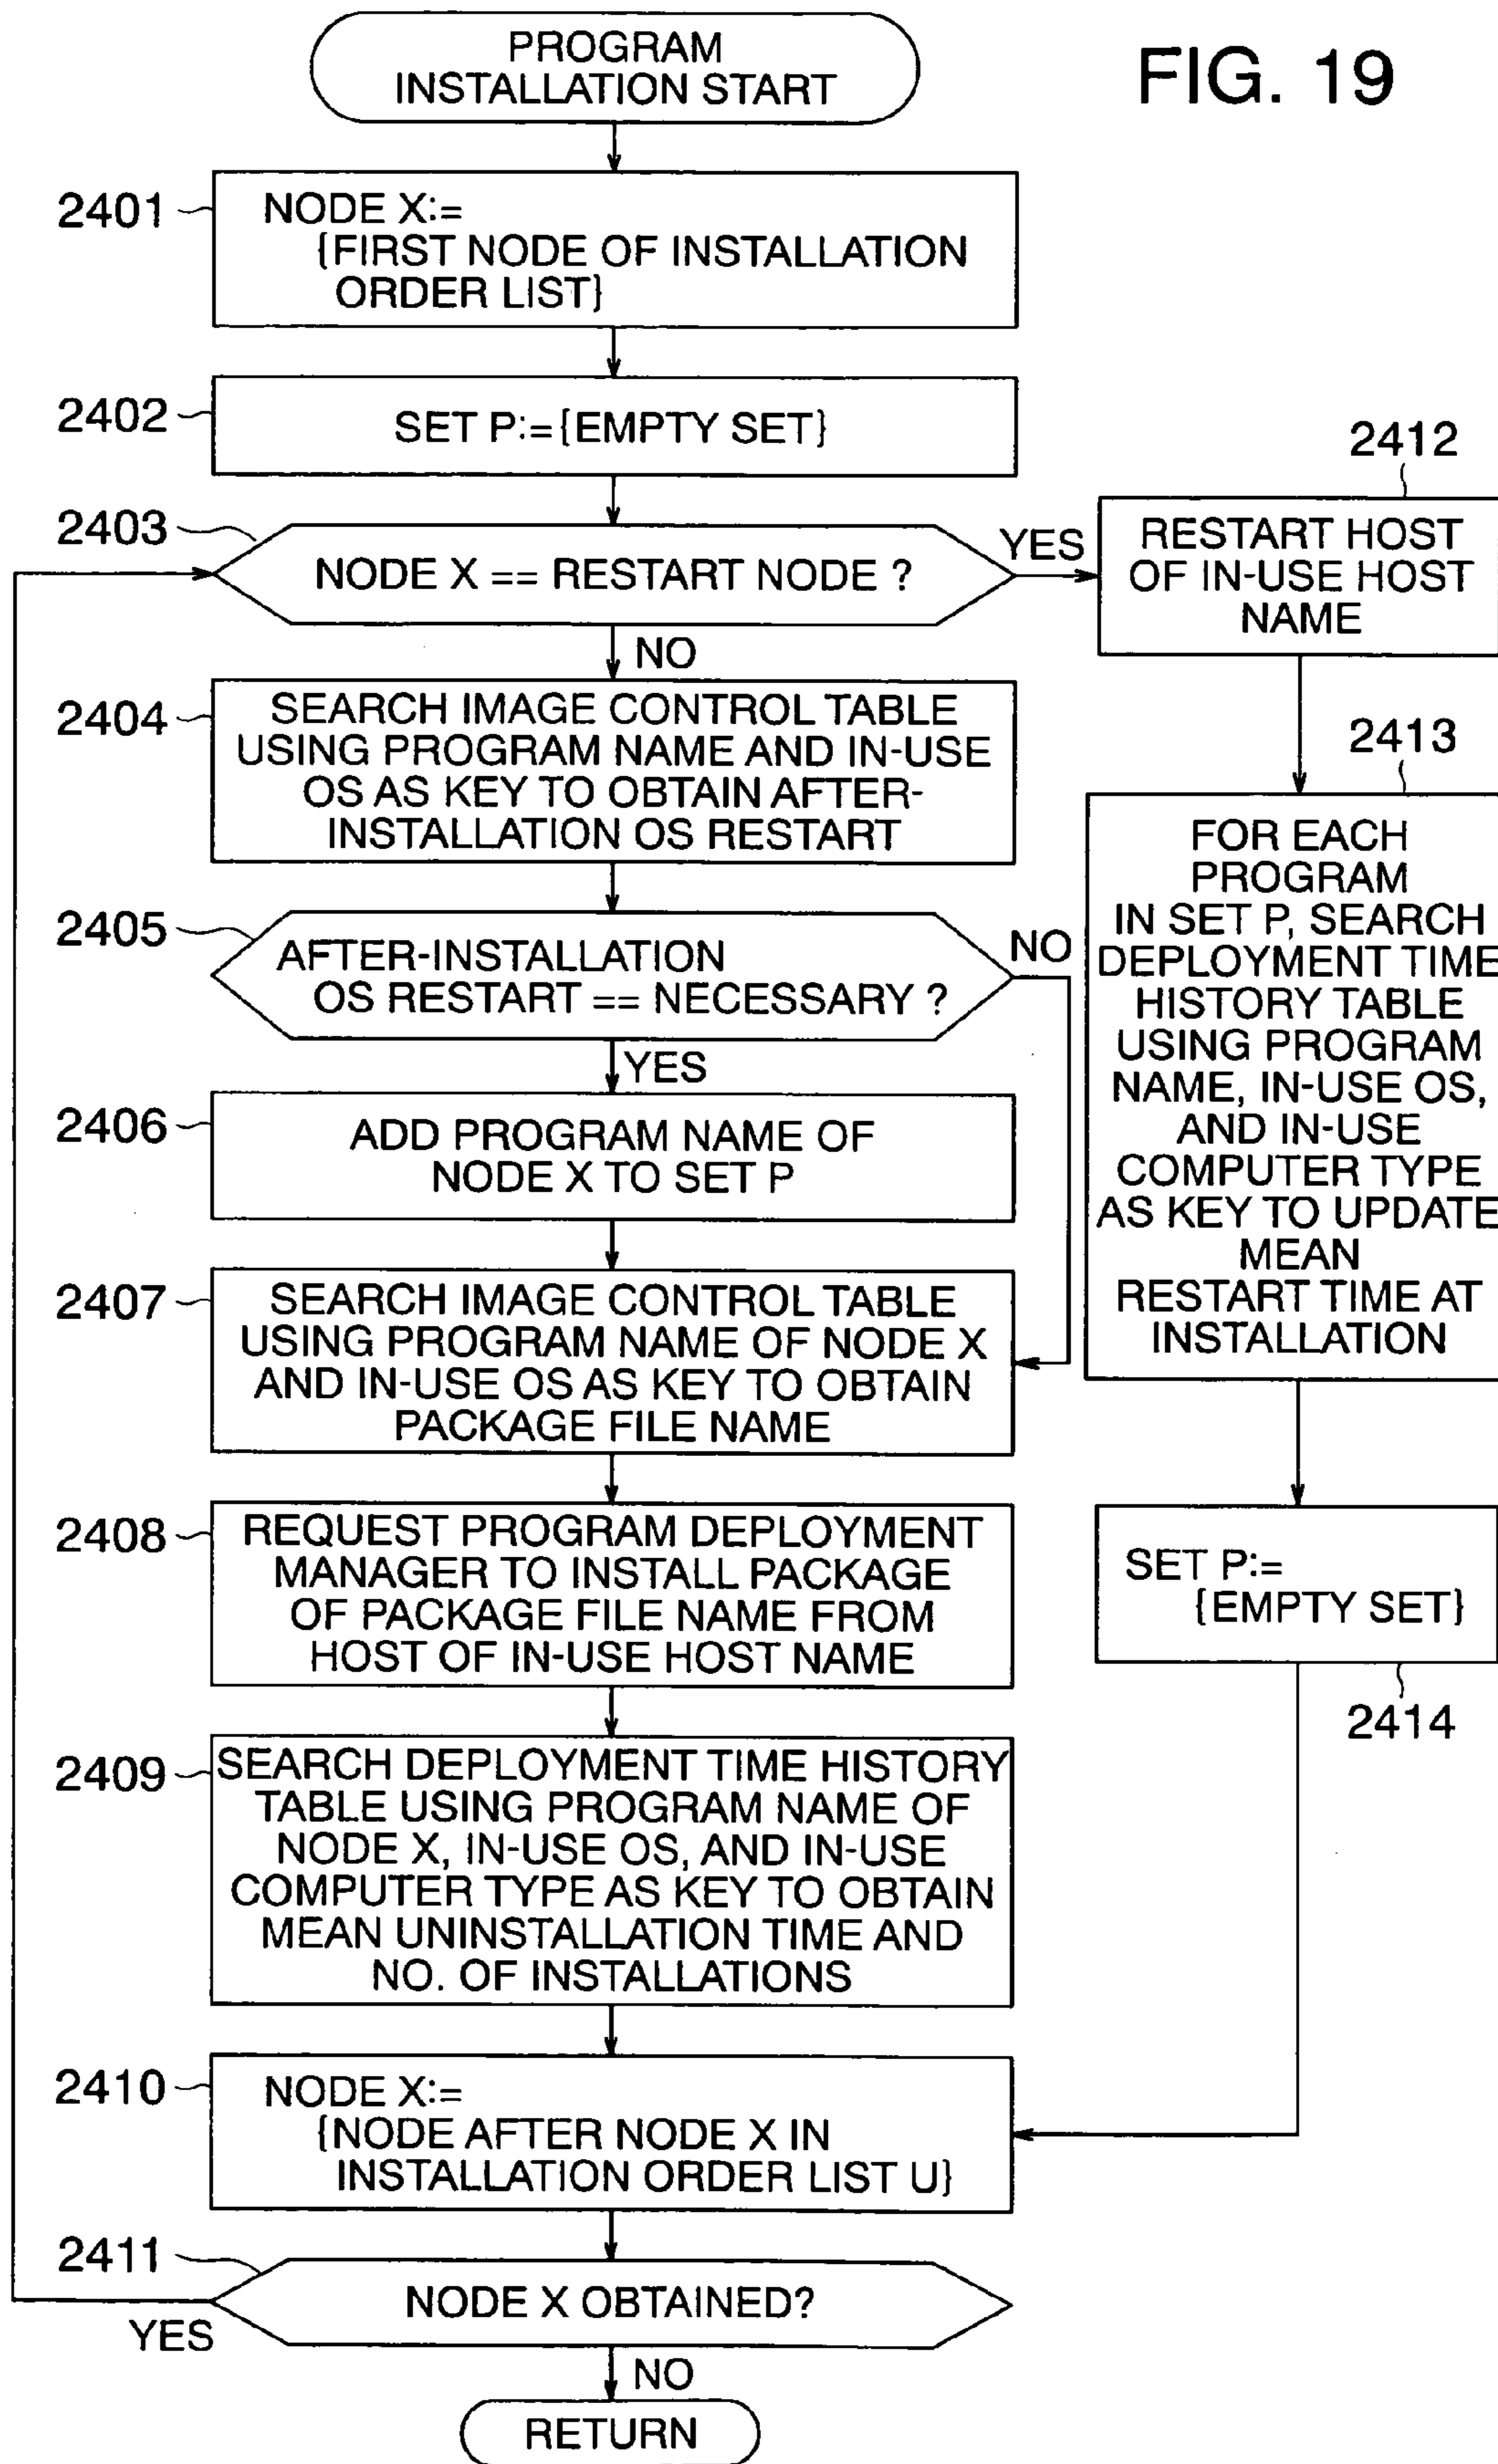 FIG. 19
PROGRAM
INSTALLATION START
2401
NODE X:=
{FIRST NODE OF INSTALLATION
ORDER LIST}
2402
SET P:={EMPTY SET}
2403
NODE X == RESTART NODE ?
YES
NO
2404
SEARCH IMAGE CONTROL TABLE
USING PROGRAM NAME AND IN-USE
OS AS KEY TO OBTAIN AFTER-
INSTALLATION OS RESTART
2405
AFTER-INSTALLATION
OS RESTART == NECESSARY ?
NO
YES
2406
ADD PROGRAM NAME OF
NODE X TO SET P
2407
SEARCH IMAGE CONTROL TABLE
USING PROGRAM NAME OF NODE X
AND IN-USE OS AS KEY TO OBTAIN
PACKAGE FILE NAME
2408
REQUEST PROGRAM DEPLOYMENT
MANAGER TO INSTALL PACKAGE
OF PACKAGE FILE NAME FROM
HOST OF IN-USE HOST NAME
2409
SEARCH DEPLOYMENT TIME HISTORY
TABLE USING PROGRAM NAME OF
NODE X, IN-USE OS, AND IN-USE
COMPUTER TYPE AS KEY TO OBTAIN
MEAN UNINSTALLATION TIME AND
NO. OF INSTALLATIONS
2410
NODE X:=
{NODE AFTER NODE X IN
INSTALLATION ORDER LIST U}
2411
NODE X OBTAINED?
YES
NO
RETURN
2412
RESTART HOST
OF IN-USE HOST
NAME
2413
FOR EACH
PROGRAM
IN SET P, SEARCH
DEPLOYMENT TIME
HISTORY TABLE
USING PROGRAM
NAME, IN-USE OS,
AND IN-USE
COMPUTER TYPE
AS KEY TO UPDATE
MEAN
RESTART TIME AT
INSTALLATION
SET P:=
{EMPTY SET}
2414